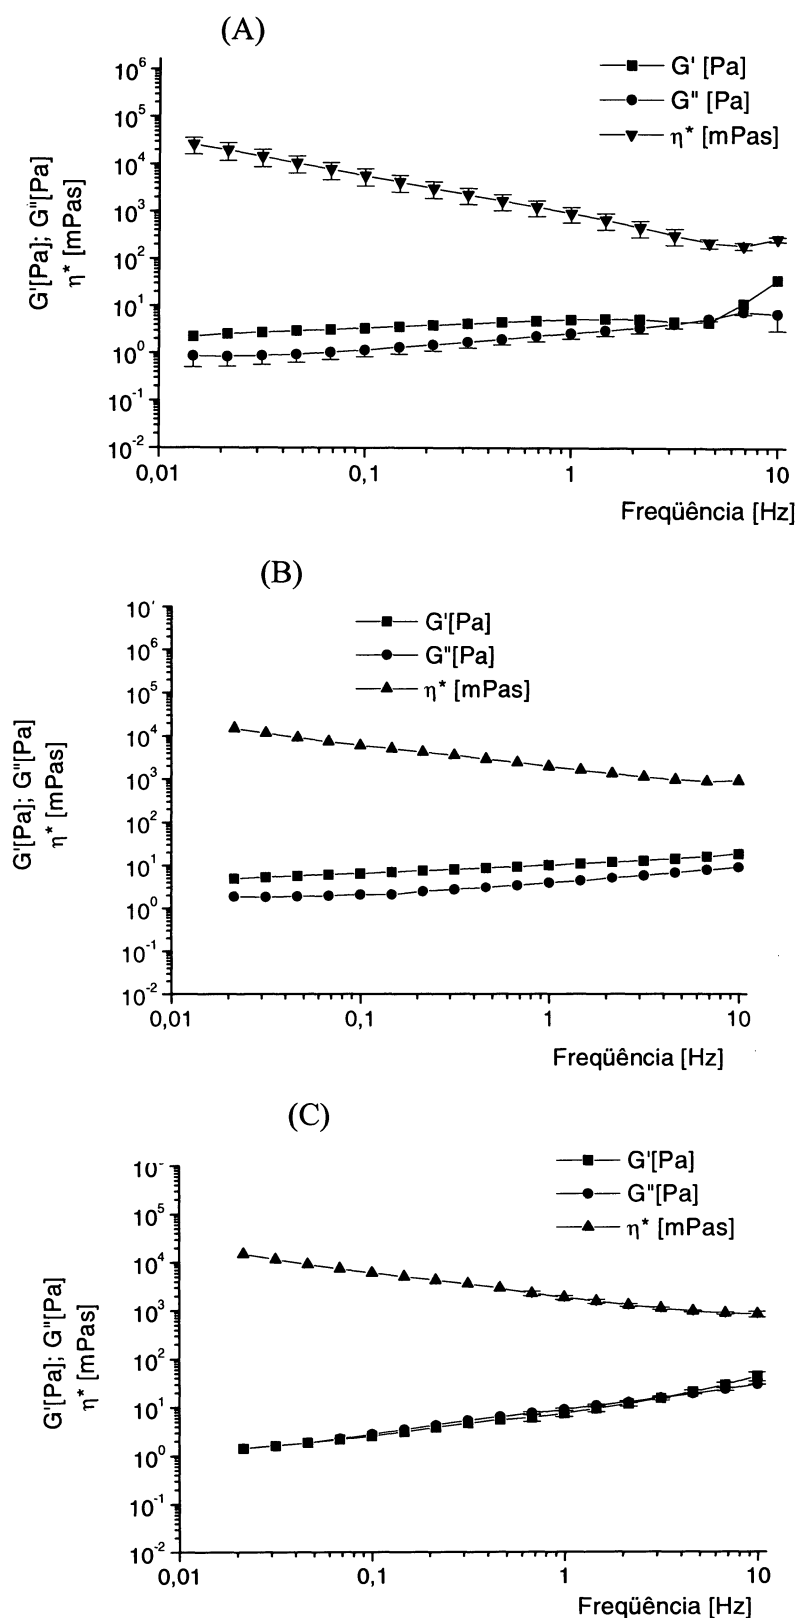 (A)
10⁶
10⁵
10⁴
10³
10²
10¹
10⁰
10⁻¹
10⁻²
G'[Pa]; G"[Pa]
η* [mPas]
G' [Pa]
G" [Pa]
η* [mPas]
0,01
0,1
1
10
Freqüência [Hz]
(B)
10⁶
10⁵
10⁴
10³
10²
10¹
10⁰
10⁻¹
10⁻²
G'[Pa]; G"[Pa]
η* [mPas]
G'[Pa]
G"[Pa]
η* [mPas]
0,01
0,1
1
10
Freqüência [Hz]
(C)
10⁵
10⁴
10³
10²
10¹
10⁰
10⁻¹
10⁻²
G'[Pa]; G"[Pa]
η* [mPas]
G'[Pa]
G"[Pa]
η* [mPas]
0,01
0,1
1
10
Freqüência [Hz]